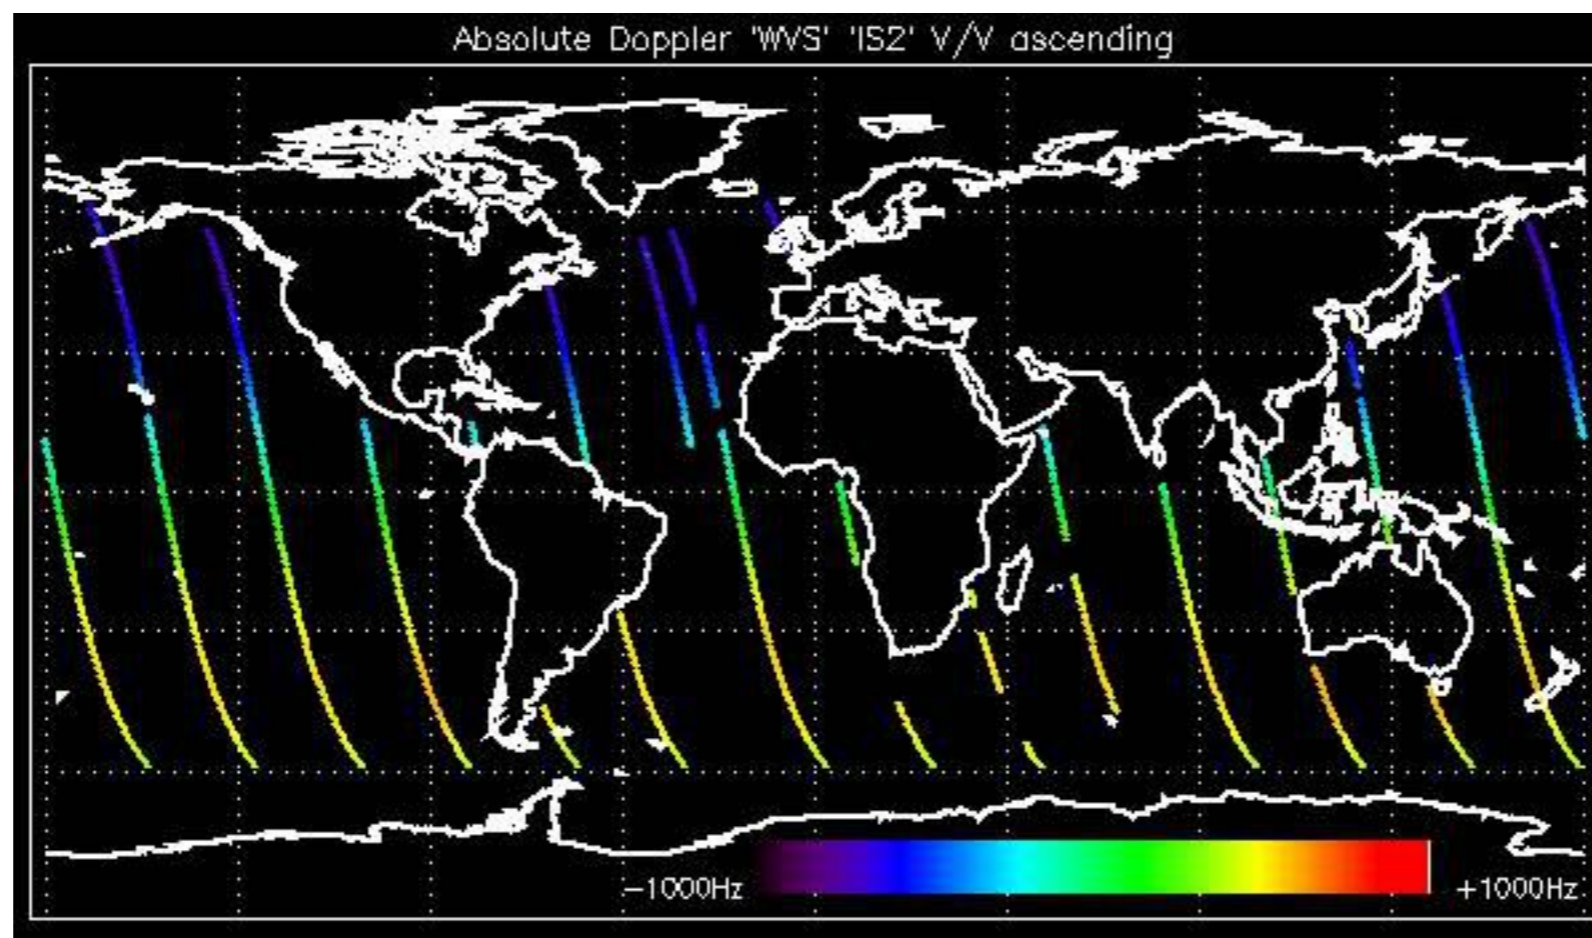 Absolute Doppler 'WVS' 'IS2' V/V ascending
-1000Hz +1000Hz